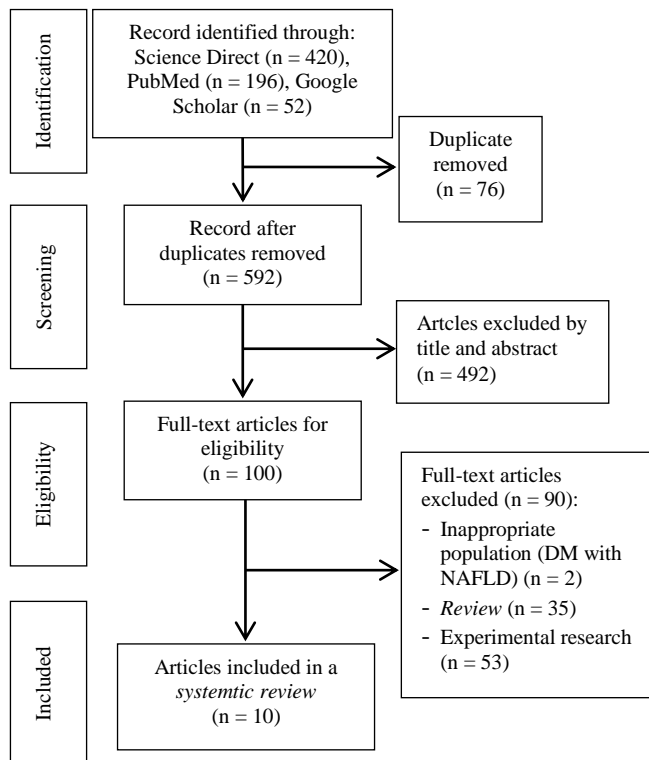 Identification
Record identified through:
Science Direct (n = 420),
PubMed (n = 196), Google
Scholar (n = 52)
Duplicate
removed
(n = 76)
Screening
Record after
duplicates removed
(n = 592)
Artcles excluded by
title and abstract
(n = 492)
Eligibility
Full-text articles for
eligibility
(n = 100)
Full-text articles
excluded (n = 90):
- Inappropriate
population (DM with
NAFLD) (n = 2)
- Review (n = 35)
- Experimental research
(n = 53)
Included
Articles included in a
systemtic review
(n = 10)